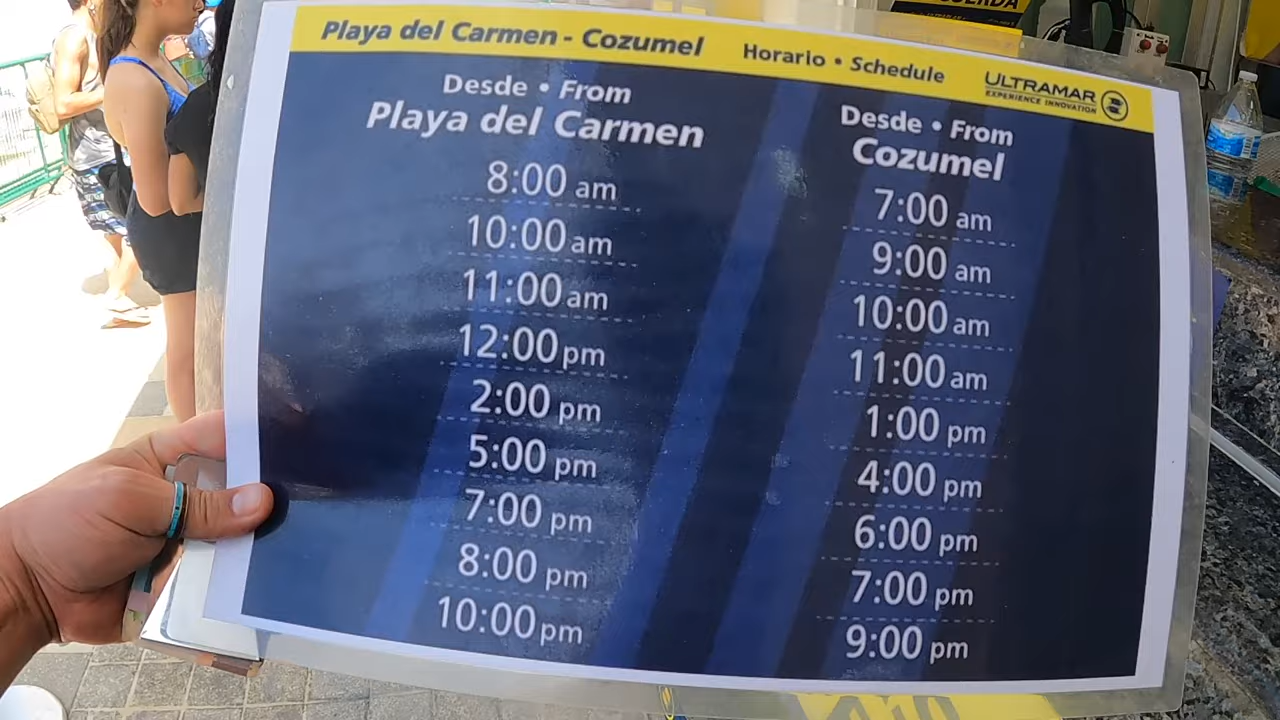 Playa del Carmen - Cozumel
Horario • Schedule
ULTRAMAR
EXPERIENCE INNOVATION
Desde • From
Playa del Carmen
8:00 am
10:00 am
11:00 am
12:00 pm
2:00 pm
5:00 pm
7:00 pm
8:00 pm
10:00 pm
Desde • From
Cozumel
7:00 am
9:00 am
10:00 am
11:00 am
1:00 pm
4:00 pm
6:00 pm
7:00 pm
9:00 pm